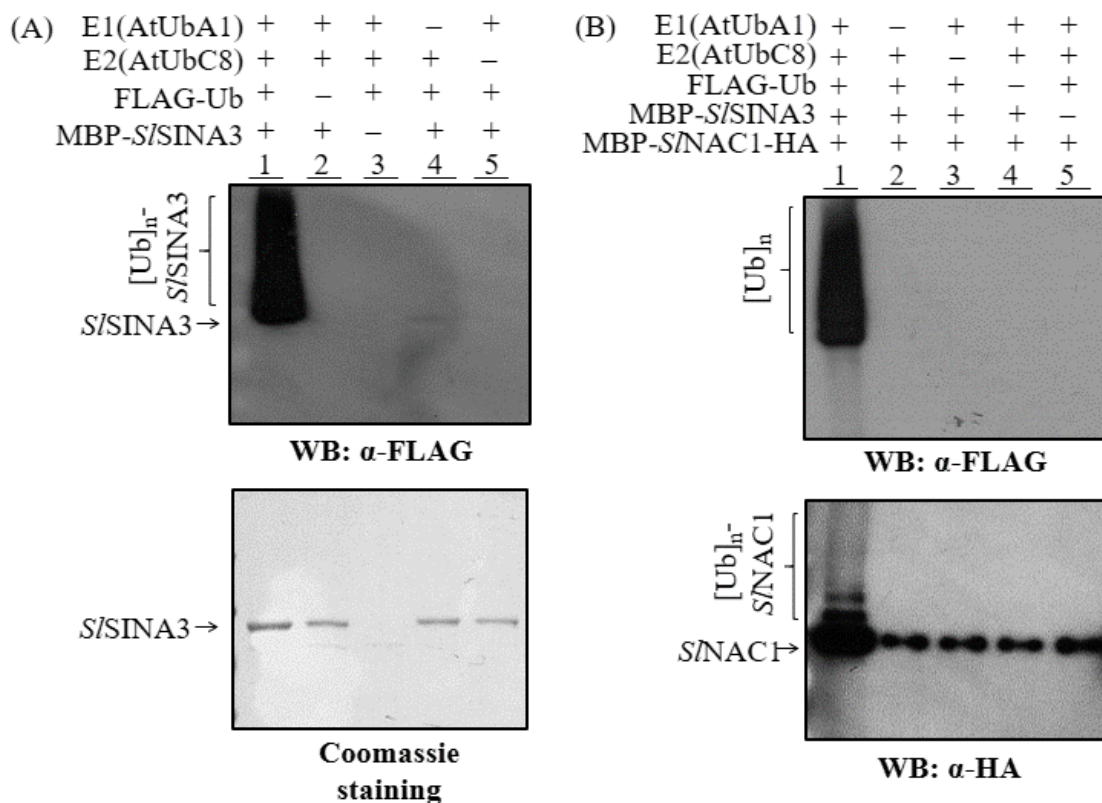 (A) E1(AtUbA1) + + + – +
E2(AtUbC8) + + + + –
FLAG-Ub + – + + +
MBP-SlSINA3 + + – + +
1 2 3 4 5
[Ub]n-
SlSINA3
SlSINA3→
WB: α-FLAG
SlSINA3→
Coomassie
staining
(B) E1(AtUbA1) + – + + +
E2(AtUbC8) + + – + +
FLAG-Ub + + + – +
MBP-SlSINA3 + + + + –
MBP-SlNAC1-HA + + + + +
1 2 3 4 5
[Ub]n
WB: α-FLAG
[Ub]n-
SlNAC1
SlNAC1→
WB: α-HA